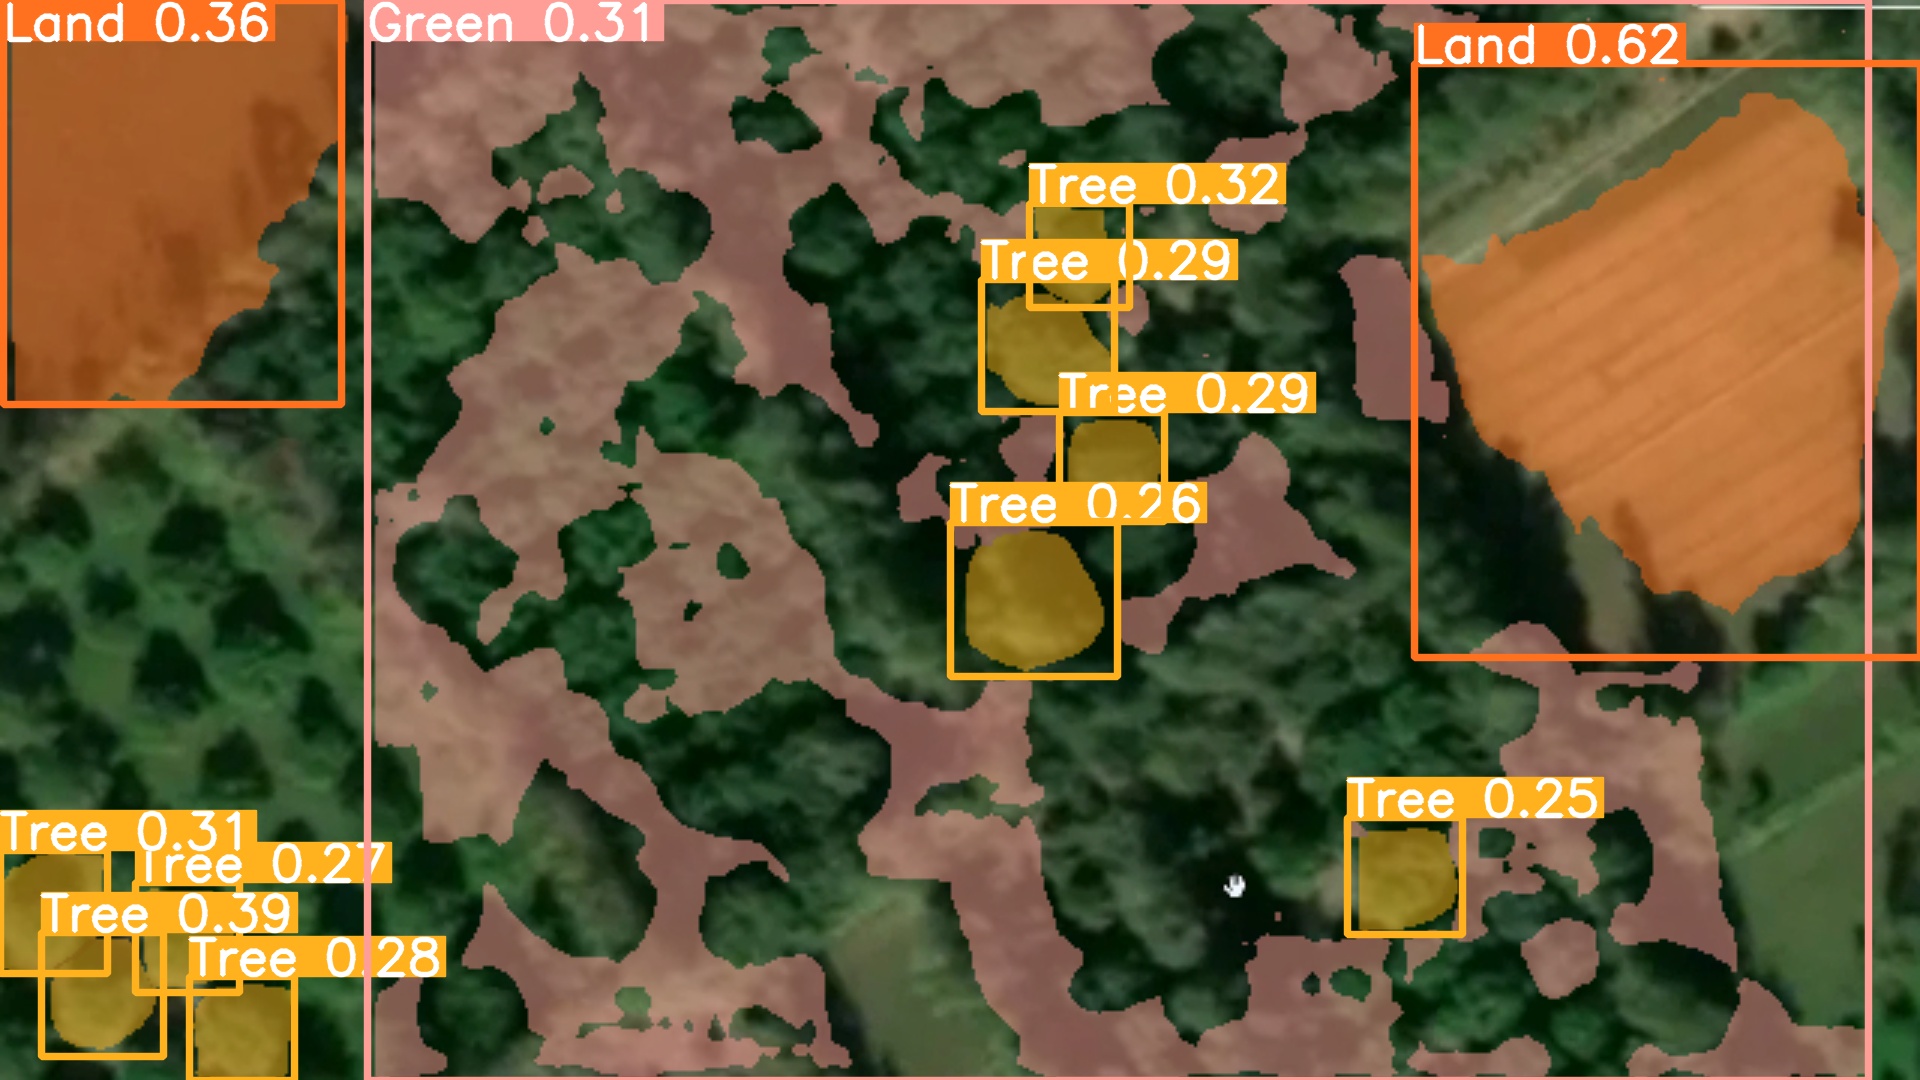 Land 0.36
Green 0.31
Land 0.62
Tree 0.32
Tree 0.29
Tree 0.29
Tree 0.26
Tree 0.25
Tree 0.31
Tree 0.27
Tree 0.39
Tree 0.28